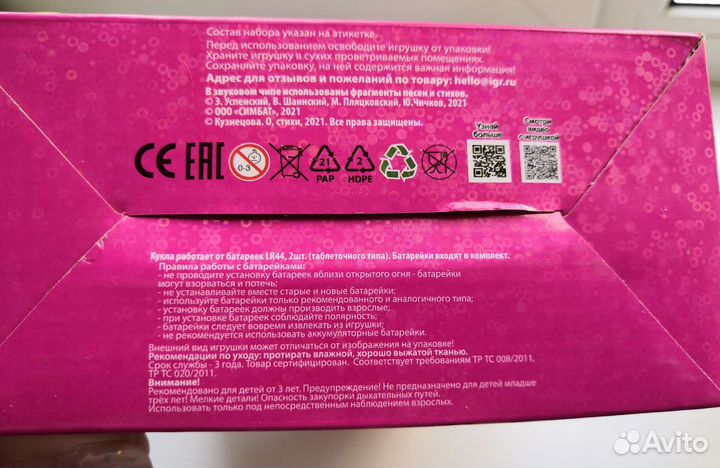 Состав набора указан на этикетке.
Перед использованием освободите игрушку от упаковки!
Храните игрушку в сухих проветриваемых помещениях.
Сохраняйте упаковку, на ней содержится важная информация!
Адрес для отзывов и пожеланий по товару: hello@igr.ru
В звуковом чипе использованы фрагменты песен и стихов.
© Э. Успенский, В. Шаинский, М. Пляцковский, Ю.Чичков, 2021
© ООО «СИМБАТ», 2021
© Кузнецова. О, стихи, 2021. Все права защищены.
Узнай больше:
Смотри видео с игрушкой:
CE EAC 0-3 21 PAP 2 HDPE
Кукла работает от батареек LR44, 2шт. (таблеточного типа). Батарейки входят в комплект.
Правила работы с батарейками:
- не проводите установку батареек вблизи открытого огня - батарейки
могут взорваться и потечь;
- не устанавливайте вместе старые и новые батарейки;
- используйте батарейки только рекомендованного и аналогичного типа;
- установку батареек должны производить взрослые;
- при установке батареек соблюдайте полярность;
- батарейки следует вовремя извлекать из игрушки;
- не рекомендуется использовать аккумуляторные батарейки.
Внешний вид игрушки может отличаться от изображения на упаковке!
Рекомендации по уходу: протирать влажной, хорошо выжатой тканью.
Срок службы - 3 года. Товар сертифицирован. Соответствует требованиям ТР ТС 008/2011,
ТР ТС 020/2011.
Внимание!
Рекомендовано для детей от 3 лет. Предупреждение! Не предназначено для детей младше
трёх лет! Мелкие детали! Опасность закупорки дыхательных путей.
Использовать только под непосредственным наблюдением взрослых.
Avito